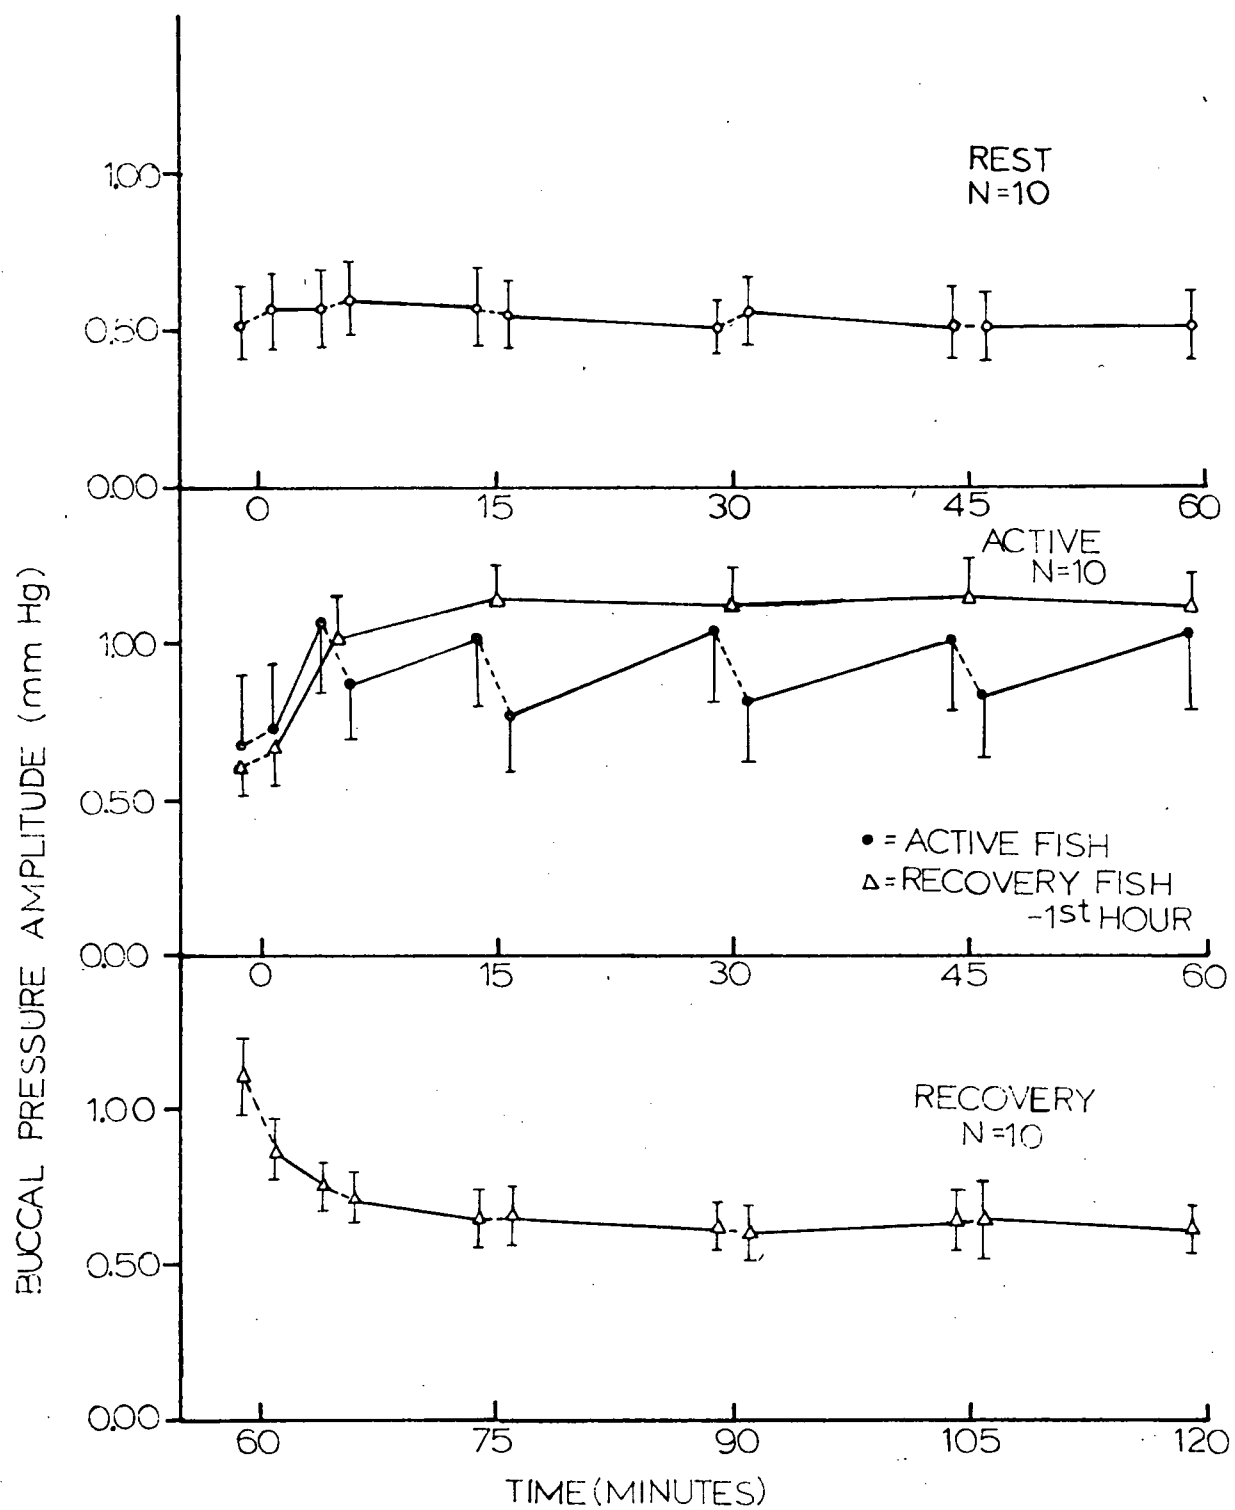 BUCCAL PRESSURE AMPLITUDE (mm Hg)
1.00
0.50
0.00
REST
N=10
0 15 30 45 60
ACTIVE
N=10
1.00
0.50
0.00
● = ACTIVE FISH
△ = RECOVERY FISH
-1st HOUR
0 15 30 45 60
RECOVERY
N=10
1.00
0.50
0.00
60 75 90 105 120
TIME (MINUTES)